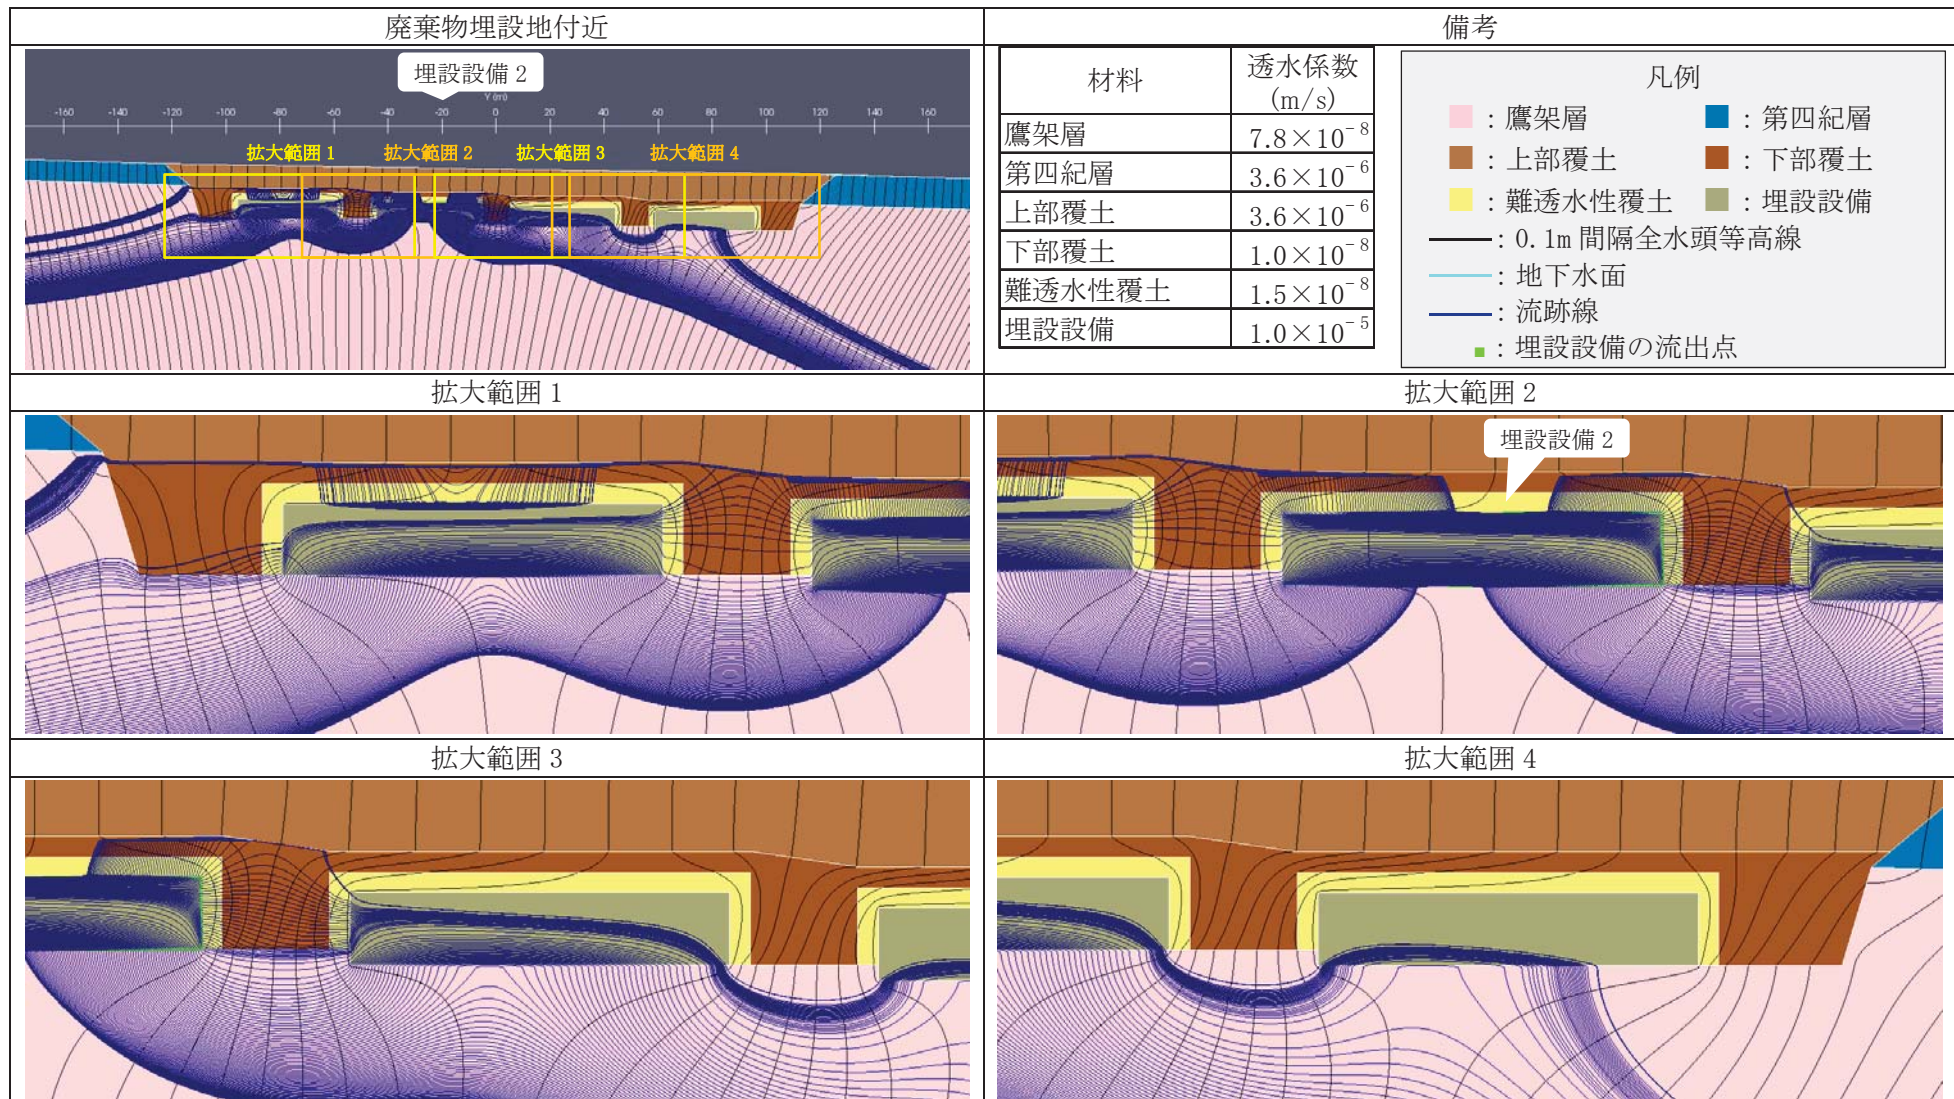 廃棄物埋設地付近
備考
埋設設備 2
Y (m)
-160 -140 -120 -100 -80 -60 -40 -20 0 20 40 60 80 100 120 140 160
拡大範囲 1 拡大範囲 2 拡大範囲 3 拡大範囲 4
材料 透水係数 (m/s)
鷹架層 7.8×10⁻⁸
第四紀層 3.6×10⁻⁶
上部覆土 3.6×10⁻⁶
下部覆土 1.0×10⁻⁸
難透水性覆土 1.5×10⁻⁸
埋設設備 1.0×10⁻⁵
凡例
:鷹架層 :第四紀層
:上部覆土 :下部覆土
:難透水性覆土 :埋設設備
:0.1m 間隔全水頭等高線
:地下水面
:流跡線
:埋設設備の流出点
拡大範囲 1
拡大範囲 2
埋設設備 2
拡大範囲 3
拡大範囲 4